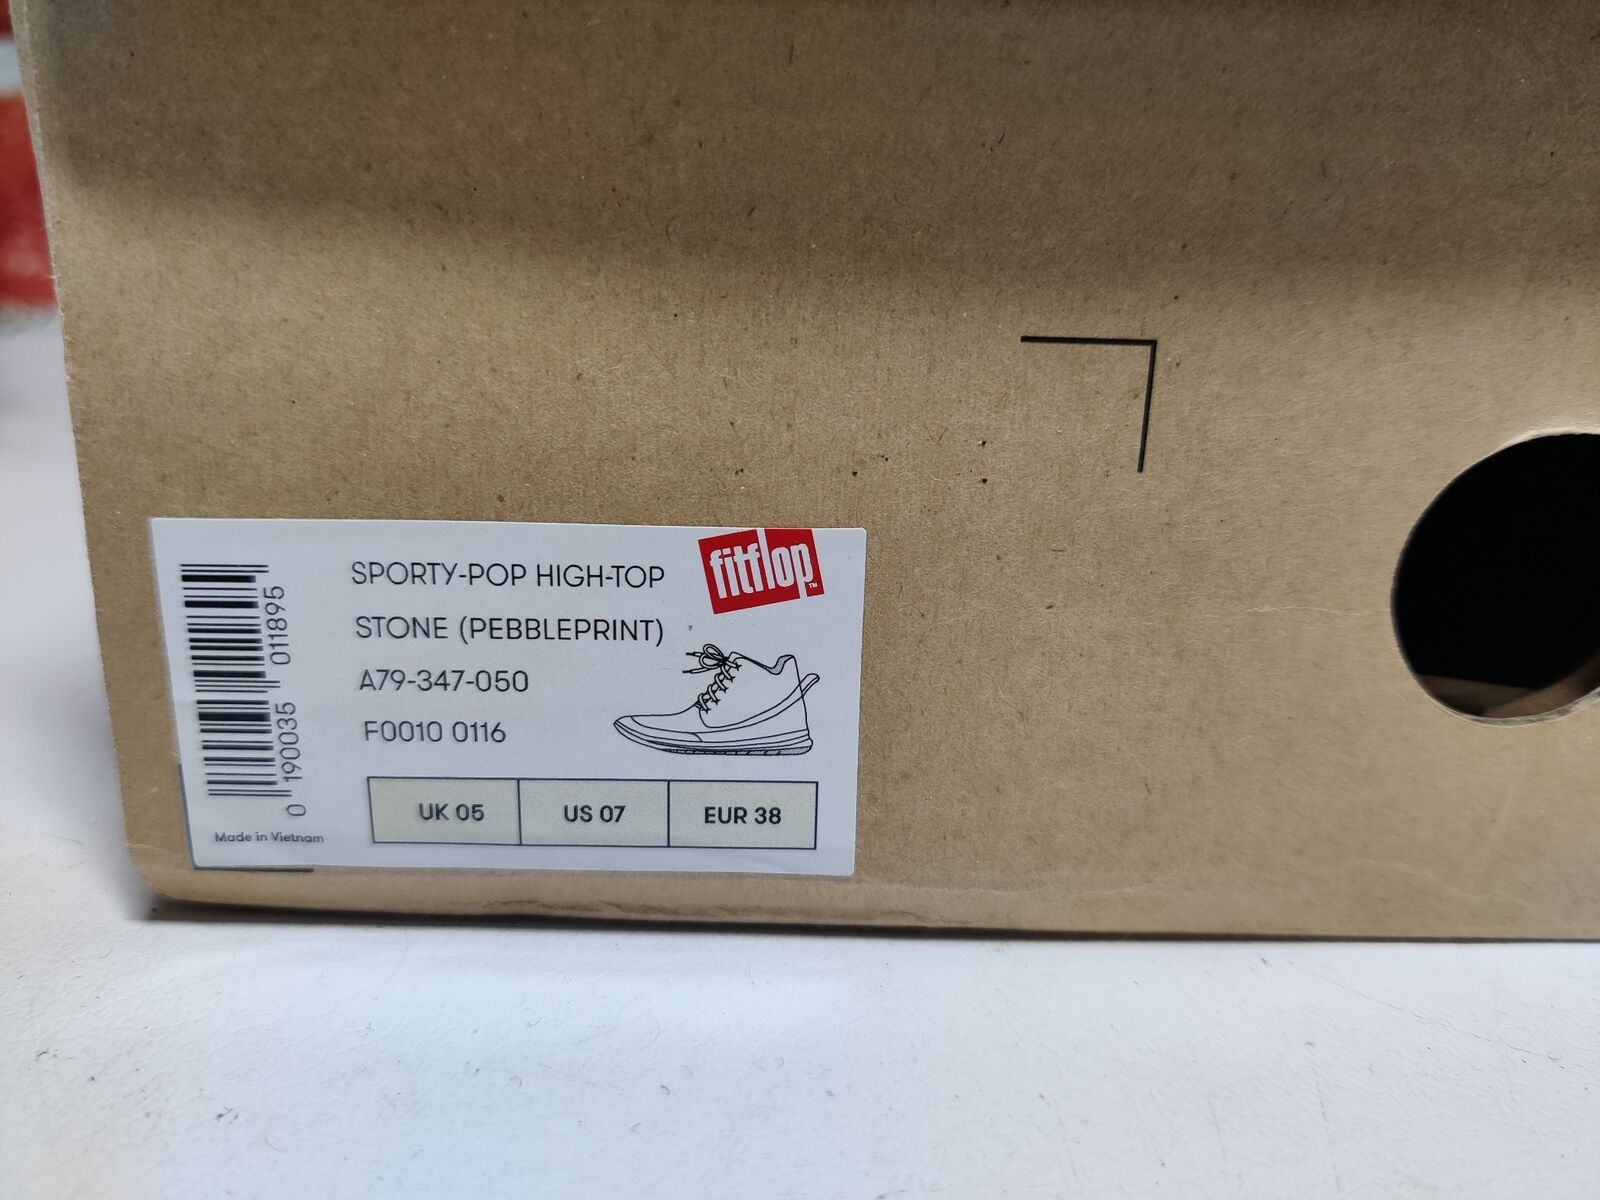 fitflop™
SPORTY-POP HIGH-TOP
STONE (PEBBLEPRINT)
A79-347-050
F0010 0116
UK 05 US 07 EUR 38
0 190035 011895
Made in Vietnam